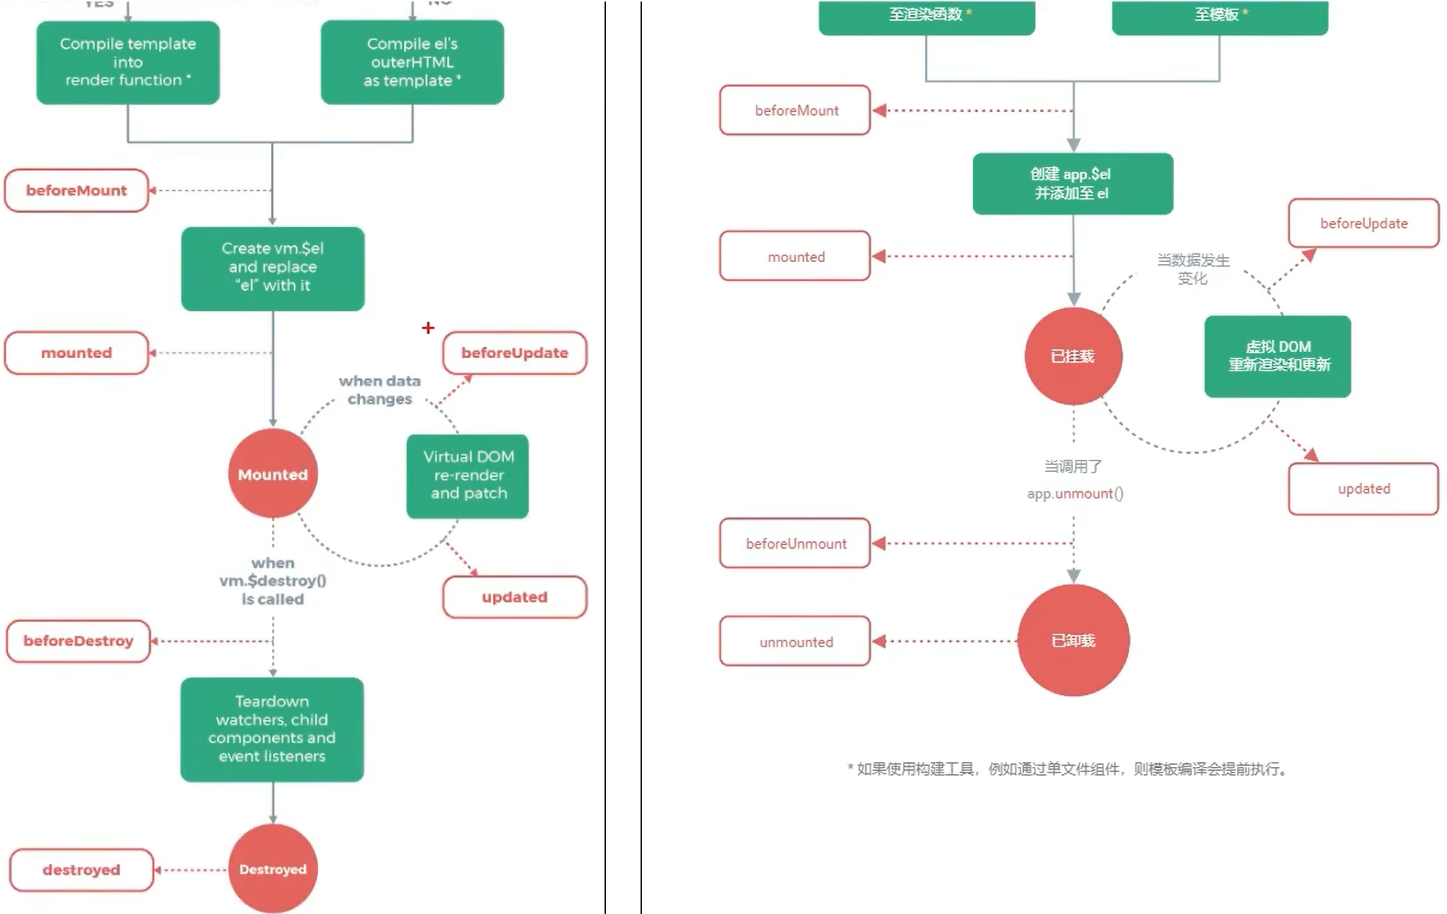 YES
NO
Compile template
into
render function *
Compile el's
outerHTML
as template *
beforeMount
Create vm.$el
and replace
"el" with it
mounted
beforeUpdate
when data
changes
Mounted
Virtual DOM
re-render
and patch
when
vm.$destroy()
is called
updated
beforeDestroy
Teardown
watchers, child
components and
event listeners
destroyed
Destroyed
至渲染函数 *
至模板 *
beforeMount
创建 app.$el
并添加至 el
beforeUpdate
mounted
当数据发生
变化
已挂载
虚拟 DOM
重新渲染和更新
当调用了
app.unmount()
updated
beforeUnmount
unmounted
已卸载
* 如果使用构建工具，例如通过单文件组件，则模板编译会提前执行。